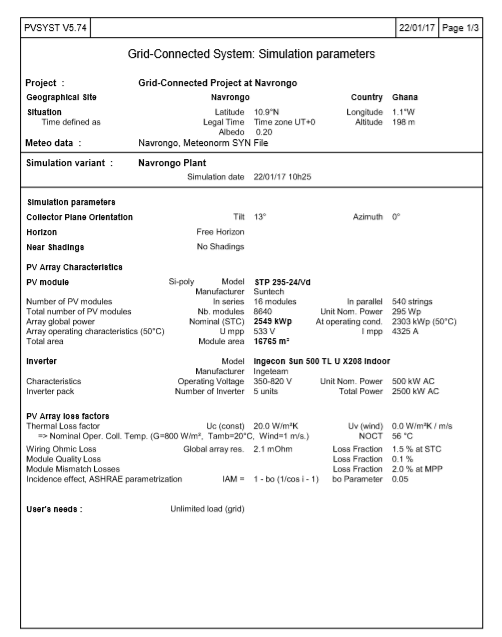 PVSYST V5.74 22/01/17 Page 1/3
Grid-Connected System: Simulation parameters
Project : Grid-Connected Project at Navrongo
Geographical Site Navrongo Country Ghana
Situation Latitude 10.9°N Longitude 1.1°W
Time defined as Legal Time Time zone UT+0 Altitude 198 m
Albedo 0.20
Meteo data : Navrongo, Meteonorm SYN File
Simulation variant : Navrongo Plant
Simulation date 22/01/17 10h25
Simulation parameters
Collector Plane Orientation Tilt 13° Azimuth 0°
Horizon Free Horizon
Near Shadings No Shadings
PV Array Characteristics
PV module Si-poly Model STP 295-24/Vd
Manufacturer Suntech
Number of PV modules In series 16 modules In parallel 540 strings
Total number of PV modules Nb. modules 8640 Unit Nom. Power 295 Wp
Array global power Nominal (STC) 2549 kWp At operating cond. 2303 kWp (50°C)
Array operating characteristics (50°C) U mpp 533 V I mpp 4325 A
Total area Module area 16765 m²
Inverter Model Ingecon Sun 500 TL U X208 Indoor
Manufacturer Ingeteam
Characteristics Operating Voltage 350-820 V Unit Nom. Power 500 kW AC
Inverter pack Number of Inverter 5 units Total Power 2500 kW AC
PV Array loss factors
Thermal Loss factor Uc (const) 20.0 W/m²K Uv (wind) 0.0 W/m²K / m/s
=> Nominal Oper. Coll. Temp. (G=800 W/m², Tamb=20°C, Wind=1 m/s.) NOCT 56 °C
Wiring Ohmic Loss Global array res. 2.1 mOhm Loss Fraction 1.5 % at STC
Module Quality Loss Loss Fraction 0.1 %
Module Mismatch Losses Loss Fraction 2.0 % at MPP
Incidence effect, ASHRAE parametrization IAM = 1 - bo (1/cos i - 1) bo Parameter 0.05
User's needs : Unlimited load (grid)